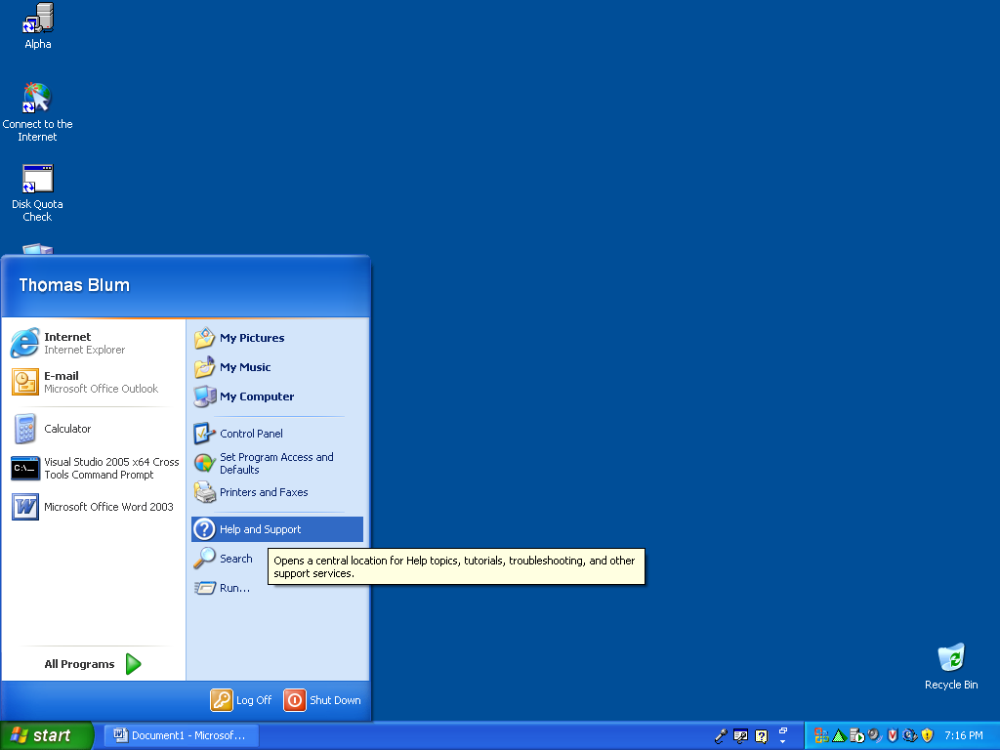 Alpha
Connect to the
Internet
Disk Quota
Check
Thomas Blum
Internet
Internet Explorer
E-mail
Microsoft Office Outlook
Calculator
C:\_
Visual Studio 2005 x64 Cross
Tools Command Prompt
Microsoft Office Word 2003
All Programs
My Pictures
My Music
My Computer
Control Panel
Set Program Access and
Defaults
Printers and Faxes
Help and Support
Search
Run...
Opens a central location for Help topics, tutorials, troubleshooting, and other
support services.
Log Off
Shut Down
Recycle Bin
start
Document1 - Microsof...
7:16 PM